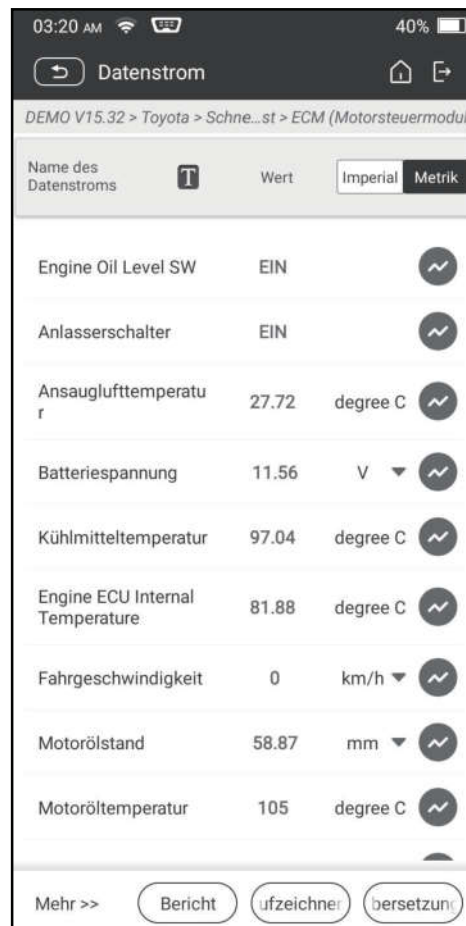 03:20 AM 40%
Datenstrom
DEMO V15.32 > Toyota > Schne...st > ECM (Motorsteuermodul
Name des
Datenstroms T Wert Imperial Metrik
Engine Oil Level SW EIN
Anlasserschalter EIN
Ansauglufttemperatu
r 27.72 degree C
Batteriespannung 11.56 V
Kühlmitteltemperatur 97.04 degree C
Engine ECU Internal
Temperature 81.88 degree C
Fahrgeschwindigkeit 0 km/h
Motorölstand 58.87 mm
Motoröltemperatur 105 degree C
Mehr >> Bericht ufzeichner bersetzung